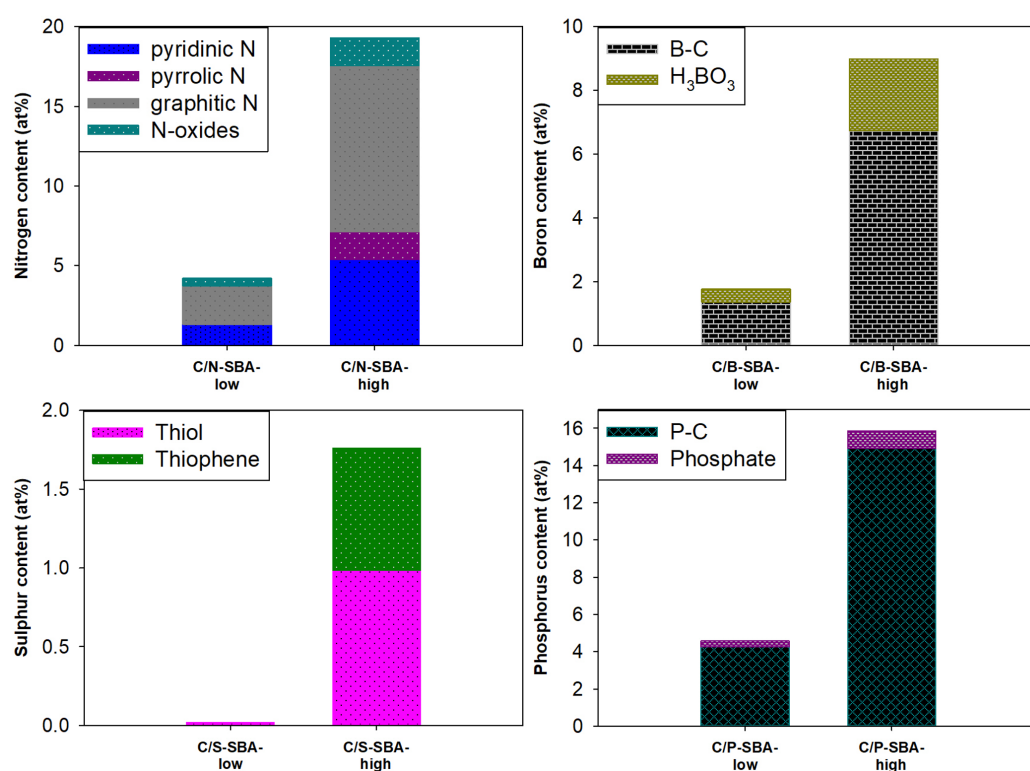 Nitrogen content (at%)
20
15
10
5
0
pyridinic N
pyrrolic N
graphitic N
N-oxides
C/N-SBA-
low
C/N-SBA-
high
Boron content (at%)
10
8
6
4
2
0
B-C
H₃BO₃
C/B-SBA-
low
C/B-SBA-
high
Sulphur content (at%)
2.0
1.5
1.0
0.5
0.0
Thiol
Thiophene
C/S-SBA-
low
C/S-SBA-
high
Phosphorus content (at%)
16
14
12
10
8
6
4
2
0
P-C
Phosphate
C/P-SBA-
low
C/P-SBA-
high